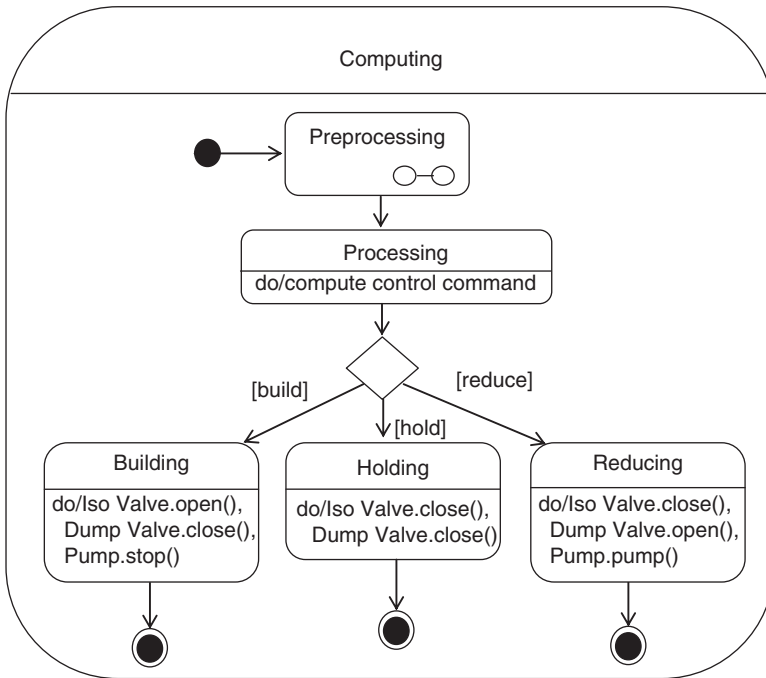 Computing
Preprocessing
Processing
do/compute control command
[build]
[reduce]
[hold]
Building
do/Iso Valve.open(),
Dump Valve.close(),
Pump.stop()
Holding
do/Iso Valve.close(),
Dump Valve.close()
Reducing
do/Iso Valve.close(),
Dump Valve.open(),
Pump.pump()